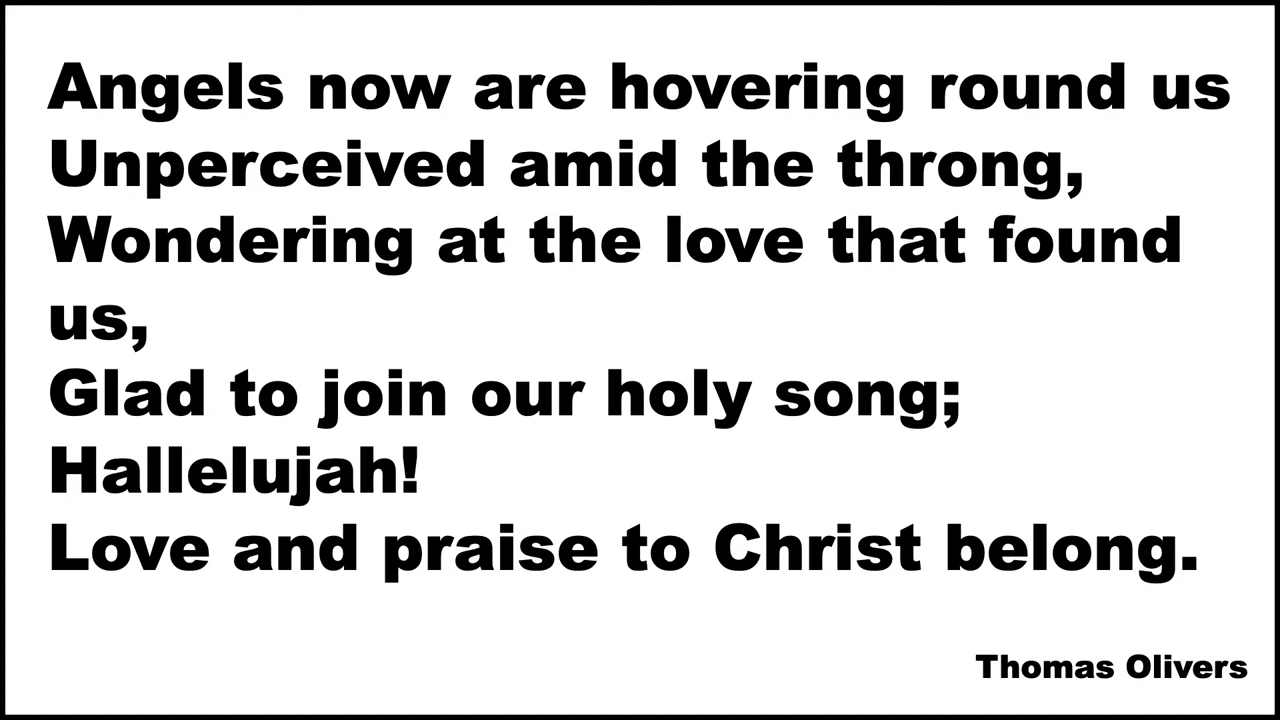 Angels now are hovering round us
Unperceived amid the throng,
Wondering at the love that found
us,
Glad to join our holy song;
Hallelujah!
Love and praise to Christ belong.
Thomas Olivers